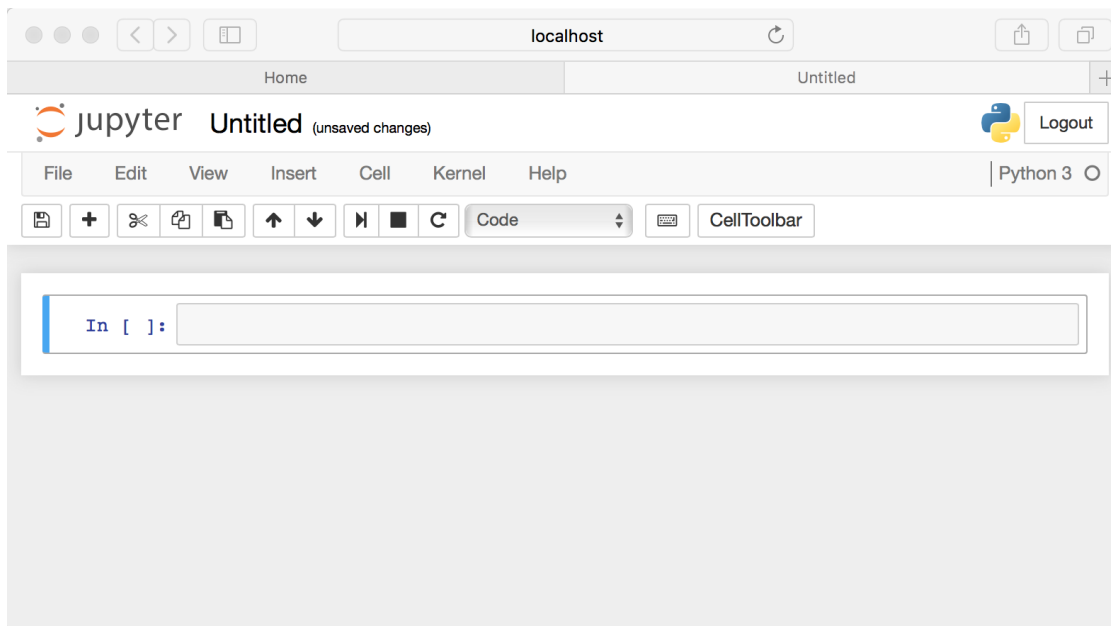 localhost
Home Untitled
jupyter Untitled (unsaved changes) Logout
File Edit View Insert Cell Kernel Help Python 3
Code CellToolbar
In [ ]: